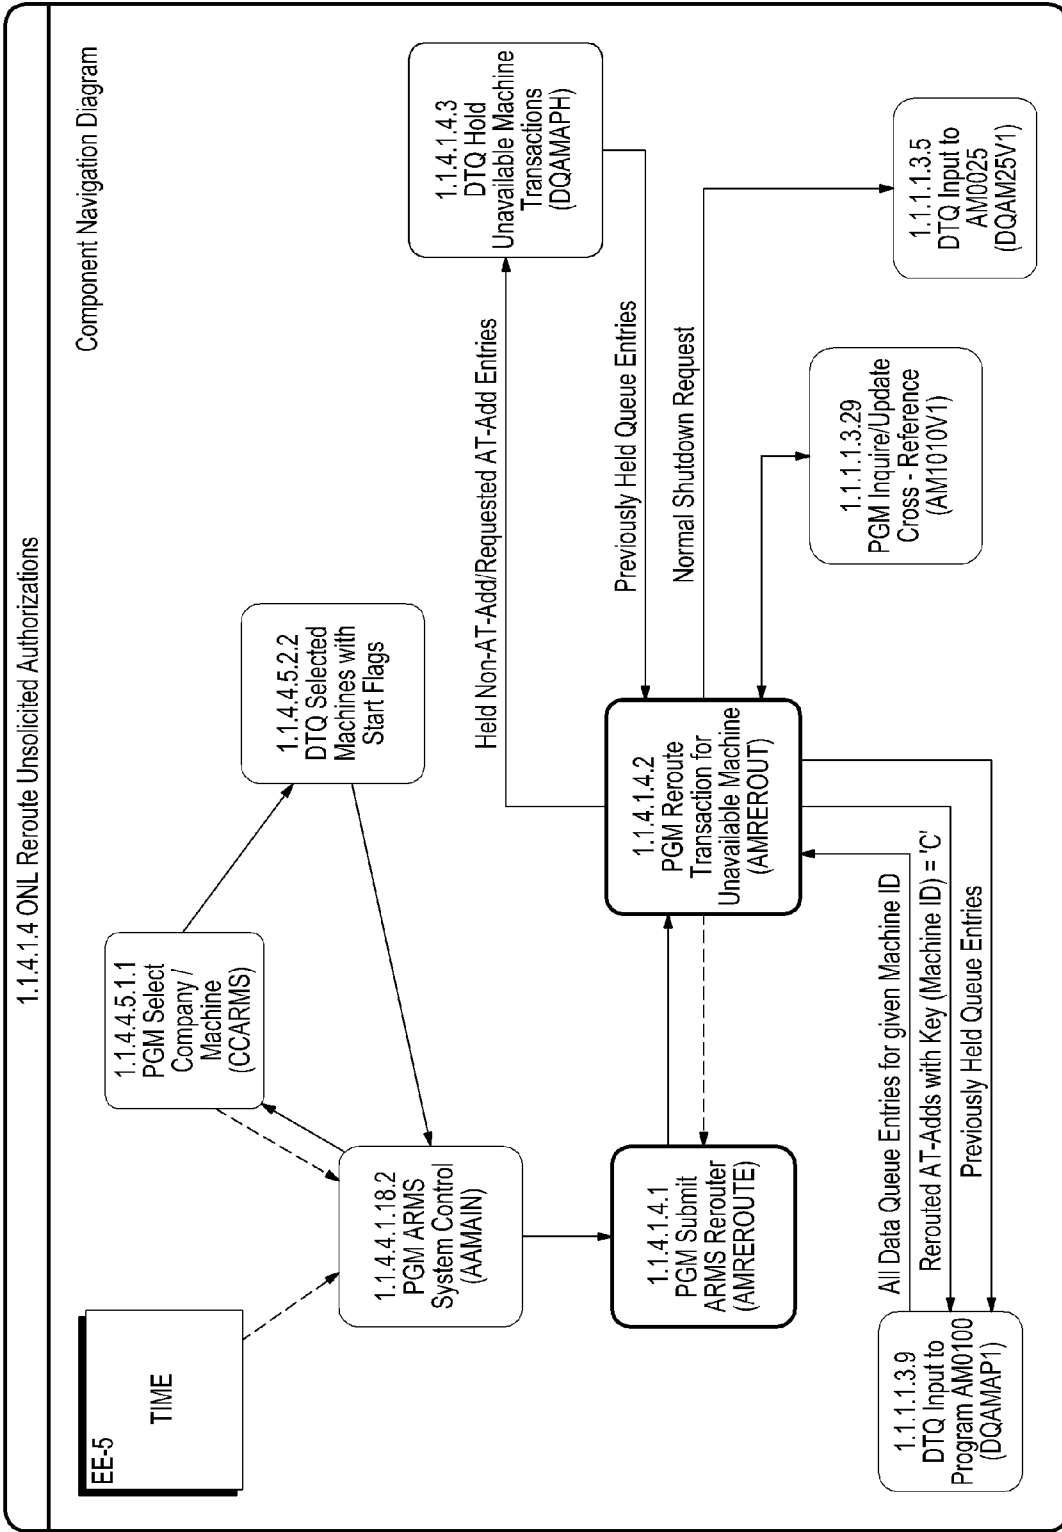 1.1.4.1.4 ONL Reroute Unsolicited Authorizations
Component Navigation Diagram
EE-5
TIME
1.1.4.4.5.1.1
PGM Select
Company /
Machine
(CCARMS)
1.1.4.4.5.2.2
DTQ Selected
Machines with
Start Flags
1.1.4.4.1.18.2
PGM ARMS
System Control
(AAMAIN)
Held Non-AT-Add/Requested AT-Add Entries
1.1.4.1.4.3
DTQ Hold
Unavailable Machine
Transactions
(DQAMAPH)
Previously Held Queue Entries
Normal Shutdown Request
1.1.4.1.4.1
PGM Submit
ARMS Rerouter
(AMREROUTE)
1.1.4.1.4.2
PGM Reroute
Transaction for
Unavailable Machine
(AMREROUT)
1.1.1.1.3.29
PGM Inquire/Update
Cross - Reference
(AM1010V1)
1.1.1.1.3.5
DTQ Input to
AM0025
(DQAM25V1)
1.1.1.1.3.9
DTQ Input to
Program AM0100
(DQAMAP1)
All Data Queue Entries for given Machine ID
Rerouted AT-Adds with Key (Machine ID) = 'C'
Previously Held Queue Entries